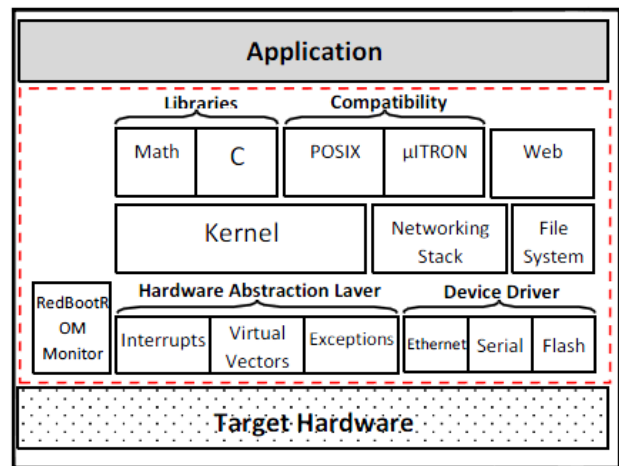 Application
Libraries
Compatibility
Math
C
POSIX
µITRON
Web
Kernel
Networking
Stack
File
System
RedBootR
OM
Monitor
Hardware Abstraction Laver
Device Driver
Interrupts
Virtual
Vectors
Exceptions
Ethernet
Serial
Flash
Target Hardware